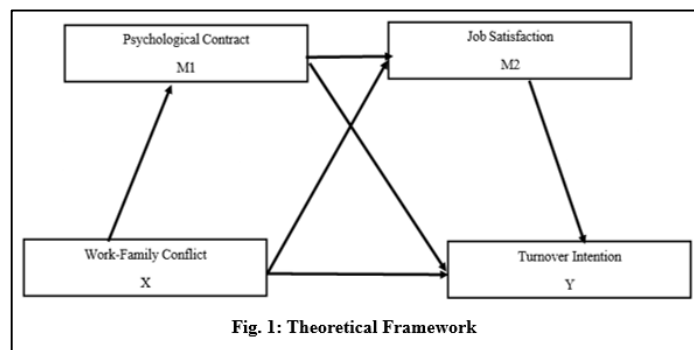 Psychological Contract
M1
Job Satisfaction
M2
Work-Family Conflict
X
Turnover Intention
Y
Fig. 1: Theoretical Framework